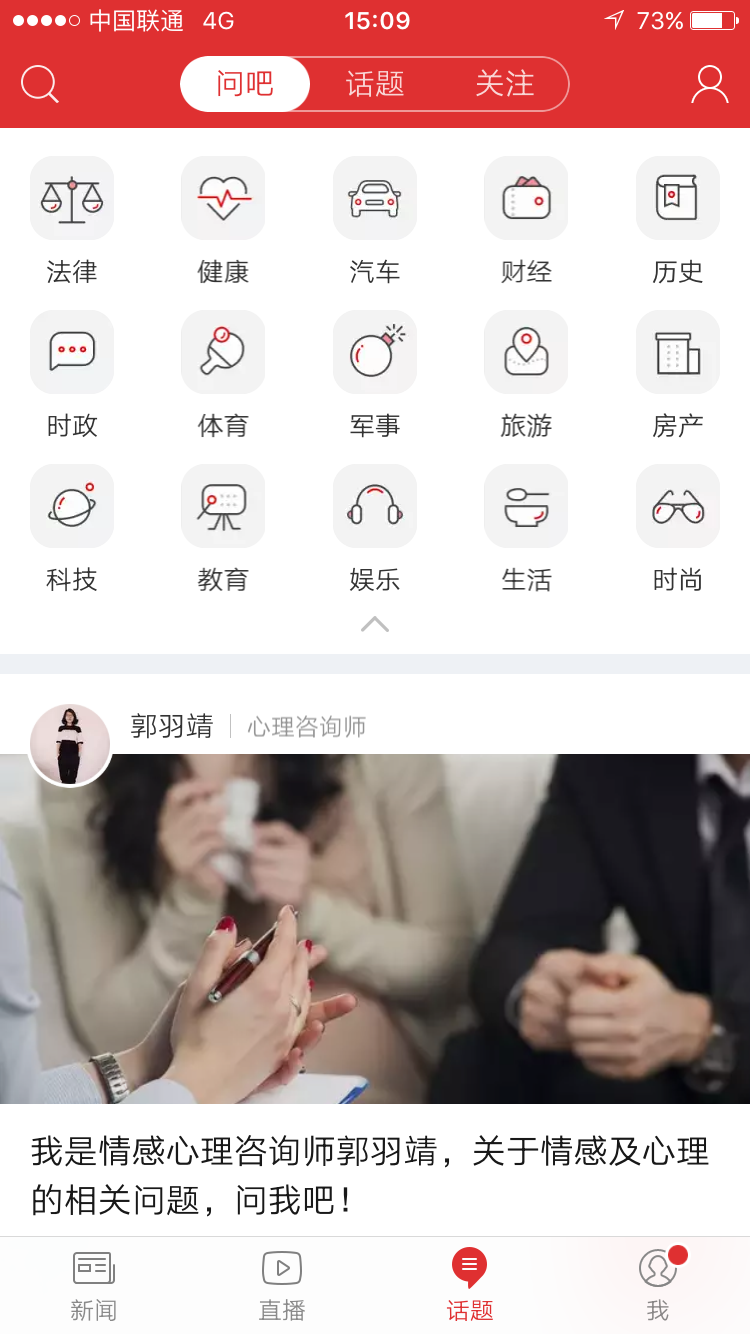 中国联通 4G 15:09 73%
问吧 话题 关注
法律 健康 汽车 财经 历史
时政 体育 军事 旅游 房产
科技 教育 娱乐 生活 时尚
郭羽靖 心理咨询师
我是情感心理咨询师郭羽靖，关于情感及心理
的相关问题，问我吧！
新闻 直播 话题 我